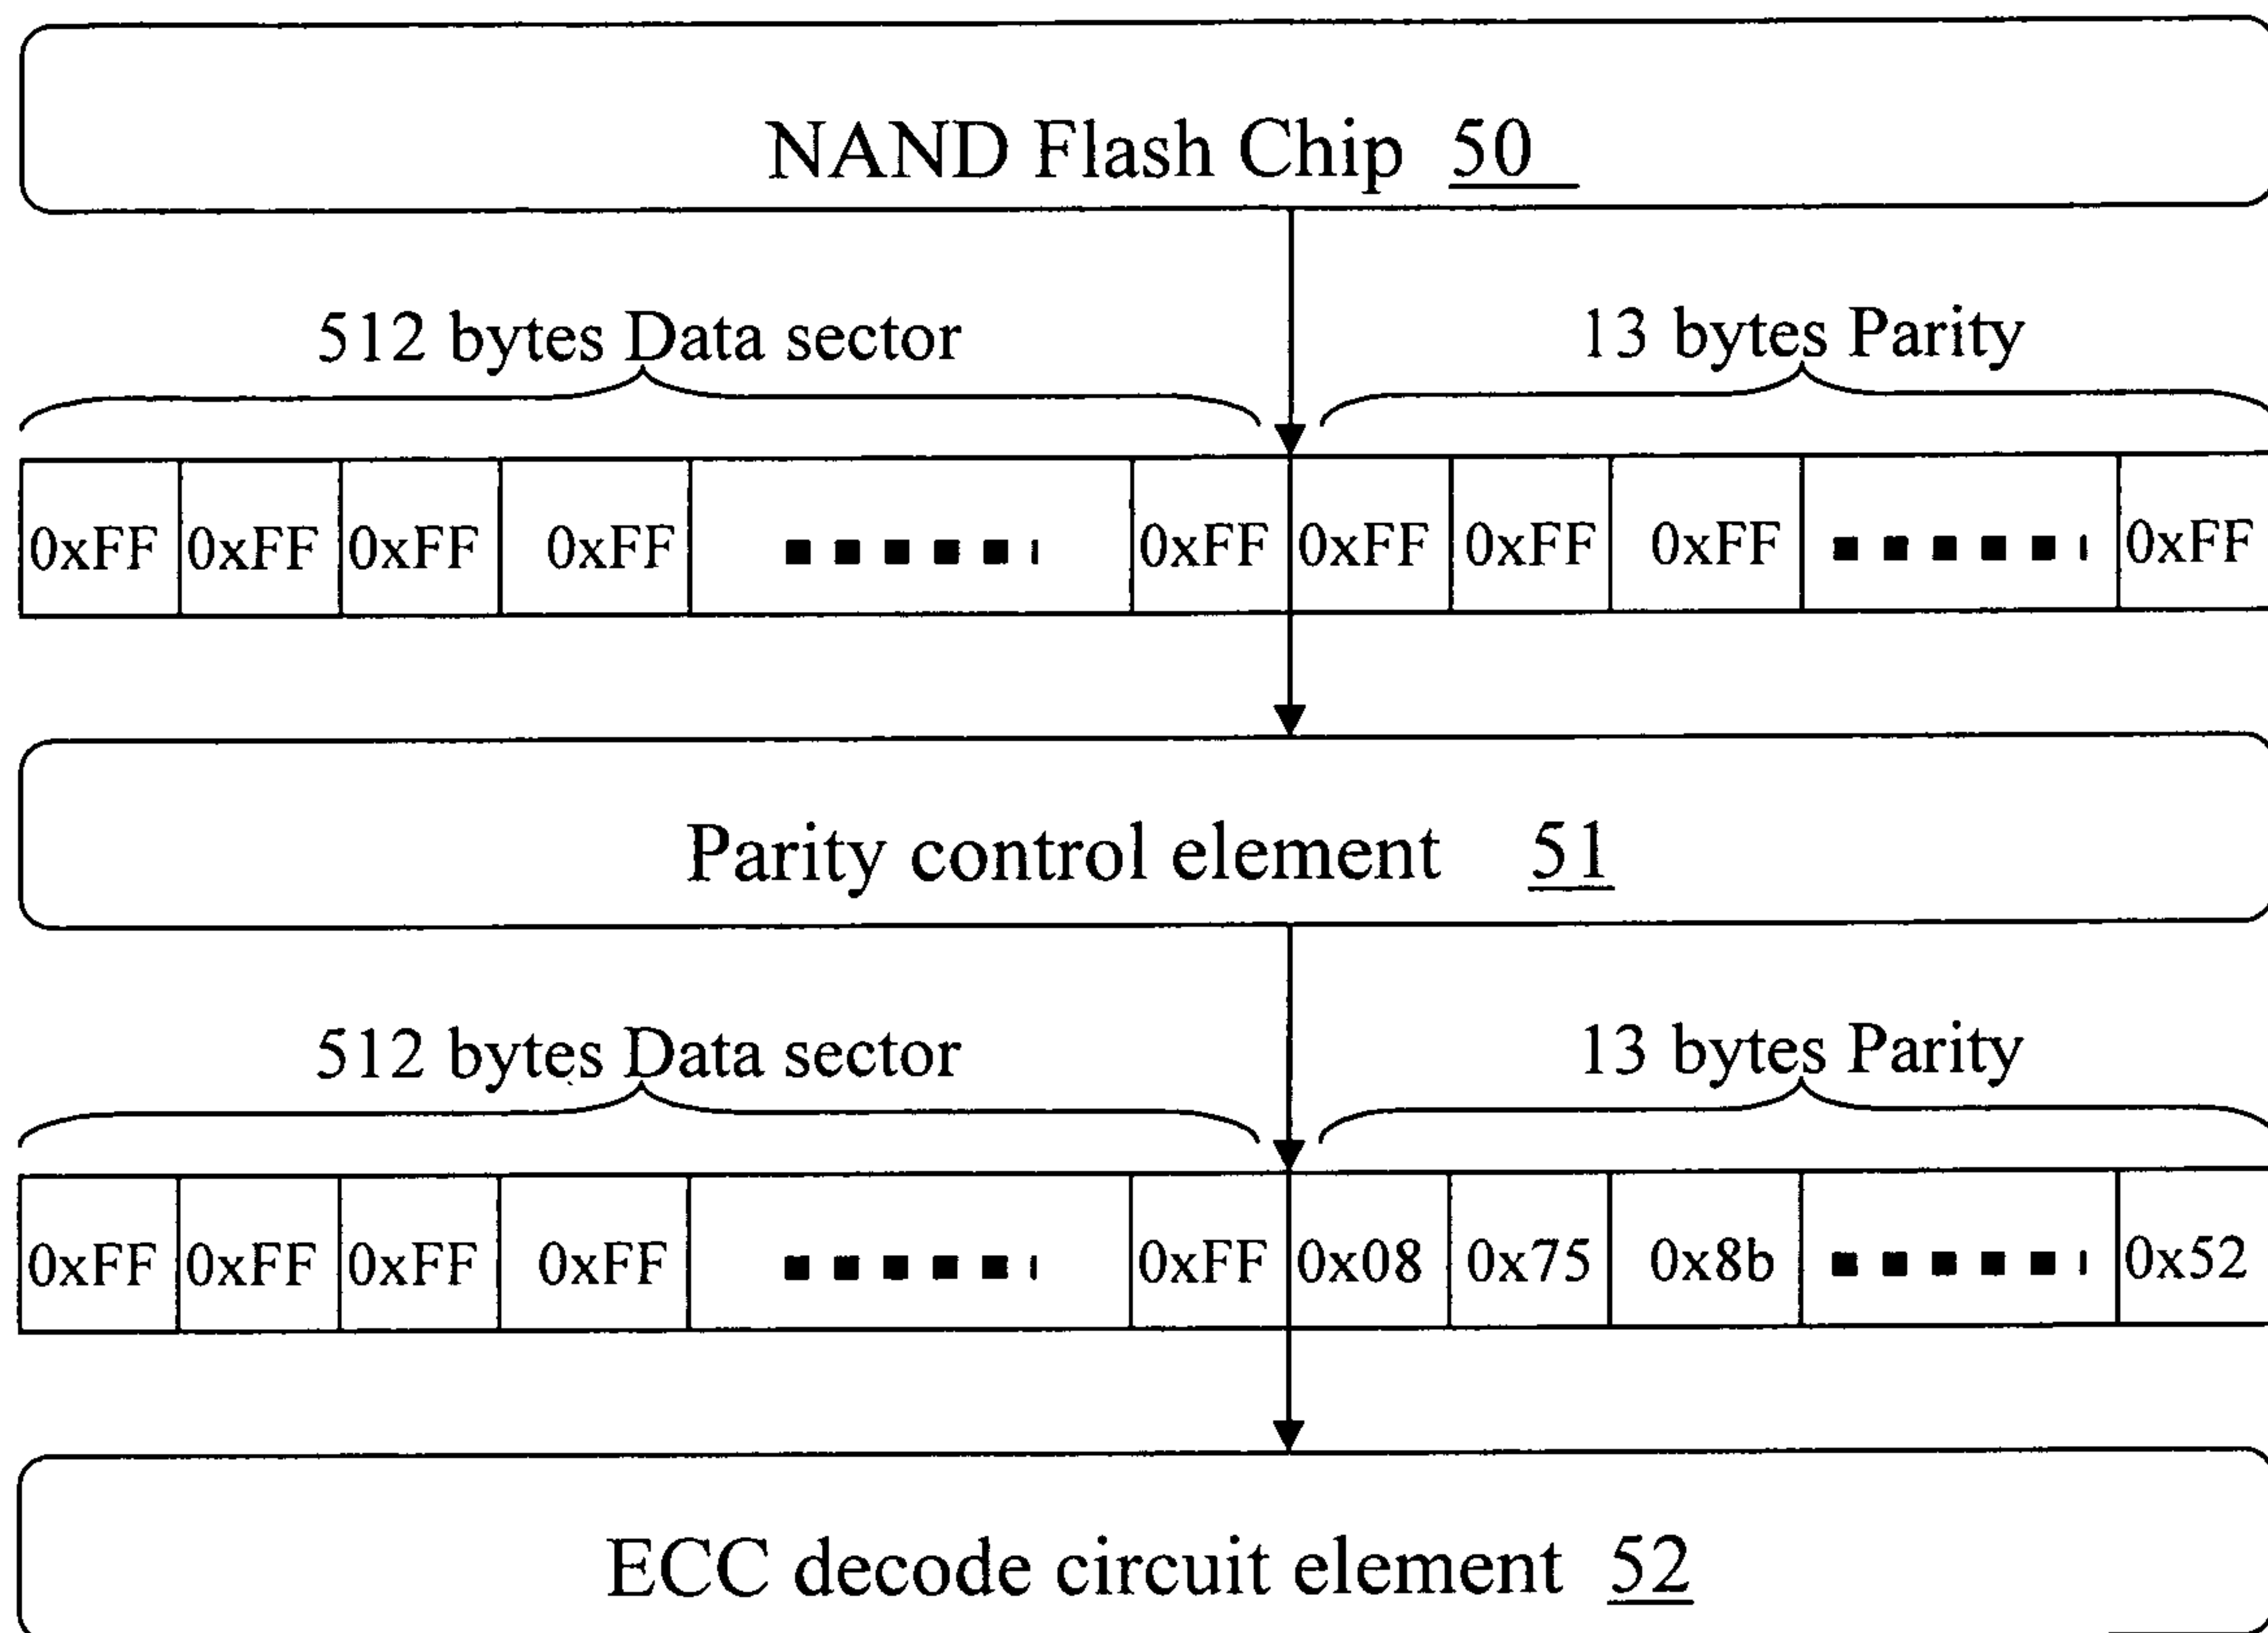 NAND Flash Chip 50
512 bytes Data sector 13 bytes Parity
0xFF 0xFF 0xFF 0xFF 0xFF 0xFF 0xFF 0xFF 0xFF
Parity control element 51
512 bytes Data sector 13 bytes Parity
0xFF 0xFF 0xFF 0xFF 0xFF 0x08 0x75 0x8b 0x52
ECC decode circuit element 52